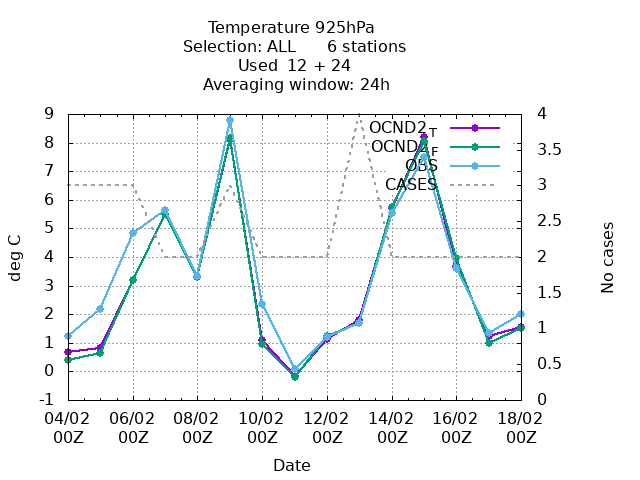 Temperature 925hPa
Selection: ALL 6 stations
Used 12 + 24
Averaging window: 24h
deg C
9
8
7
6
5
4
3
2
1
0
-1
OCND2_T
OCND2_F
OBS
CASES
4
3.5
3
2.5
2
1.5
1
0.5
0
No cases
04/02 06/02 08/02 10/02 12/02 14/02 16/02 18/02
00Z 00Z 00Z 00Z 00Z 00Z 00Z 00Z
Date